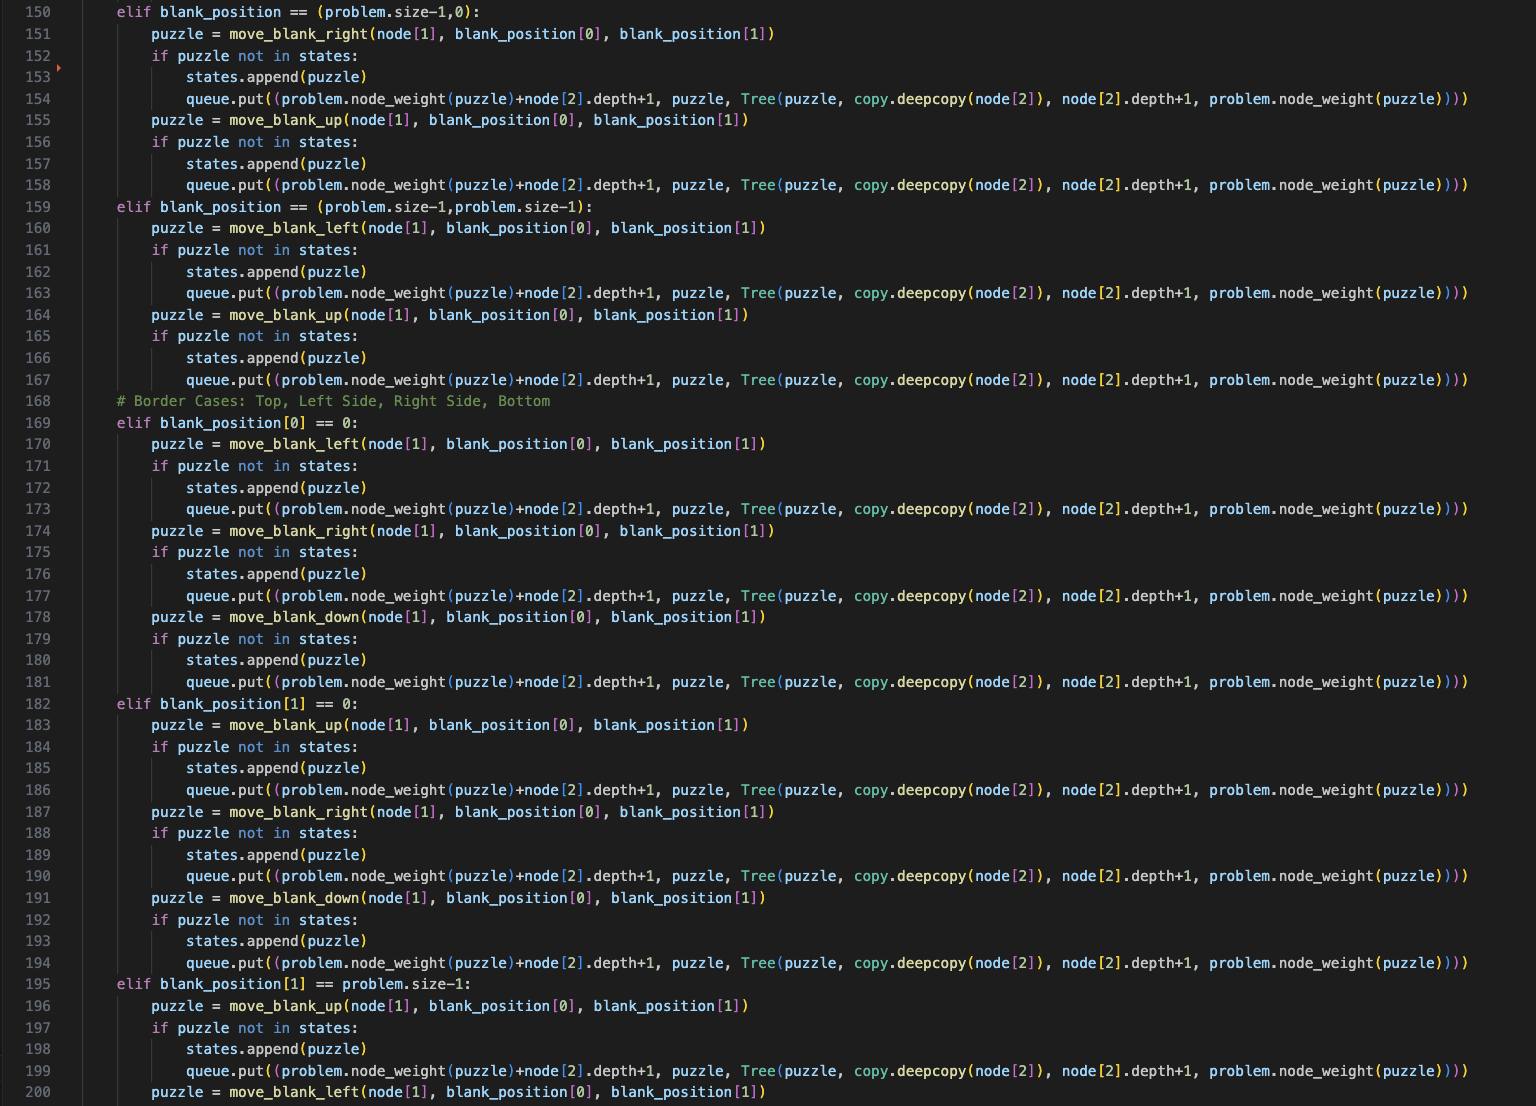 150 elif blank_position == (problem.size-1,0):
151 puzzle = move_blank_right(node[1], blank_position[0], blank_position[1])
152 if puzzle not in states:
153 states.append(puzzle)
154 queue.put((problem.node_weight(puzzle)+node[2].depth+1, puzzle, Tree(puzzle, copy.deepcopy(node[2]), node[2].depth+1, problem.node_weight(puzzle))))
155 puzzle = move_blank_up(node[1], blank_position[0], blank_position[1])
156 if puzzle not in states:
157 states.append(puzzle)
158 queue.put((problem.node_weight(puzzle)+node[2].depth+1, puzzle, Tree(puzzle, copy.deepcopy(node[2]), node[2].depth+1, problem.node_weight(puzzle))))
159 elif blank_position == (problem.size-1,problem.size-1):
160 puzzle = move_blank_left(node[1], blank_position[0], blank_position[1])
161 if puzzle not in states:
162 states.append(puzzle)
163 queue.put((problem.node_weight(puzzle)+node[2].depth+1, puzzle, Tree(puzzle, copy.deepcopy(node[2]), node[2].depth+1, problem.node_weight(puzzle))))
164 puzzle = move_blank_up(node[1], blank_position[0], blank_position[1])
165 if puzzle not in states:
166 states.append(puzzle)
167 queue.put((problem.node_weight(puzzle)+node[2].depth+1, puzzle, Tree(puzzle, copy.deepcopy(node[2]), node[2].depth+1, problem.node_weight(puzzle))))
168 # Border Cases: Top, Left Side, Right Side, Bottom
169 elif blank_position[0] == 0:
170 puzzle = move_blank_left(node[1], blank_position[0], blank_position[1])
171 if puzzle not in states:
172 states.append(puzzle)
173 queue.put((problem.node_weight(puzzle)+node[2].depth+1, puzzle, Tree(puzzle, copy.deepcopy(node[2]), node[2].depth+1, problem.node_weight(puzzle))))
174 puzzle = move_blank_right(node[1], blank_position[0], blank_position[1])
175 if puzzle not in states:
176 states.append(puzzle)
177 queue.put((problem.node_weight(puzzle)+node[2].depth+1, puzzle, Tree(puzzle, copy.deepcopy(node[2]), node[2].depth+1, problem.node_weight(puzzle))))
178 puzzle = move_blank_down(node[1], blank_position[0], blank_position[1])
179 if puzzle not in states:
180 states.append(puzzle)
181 queue.put((problem.node_weight(puzzle)+node[2].depth+1, puzzle, Tree(puzzle, copy.deepcopy(node[2]), node[2].depth+1, problem.node_weight(puzzle))))
182 elif blank_position[1] == 0:
183 puzzle = move_blank_up(node[1], blank_position[0], blank_position[1])
184 if puzzle not in states:
185 states.append(puzzle)
186 queue.put((problem.node_weight(puzzle)+node[2].depth+1, puzzle, Tree(puzzle, copy.deepcopy(node[2]), node[2].depth+1, problem.node_weight(puzzle))))
187 puzzle = move_blank_right(node[1], blank_position[0], blank_position[1])
188 if puzzle not in states:
189 states.append(puzzle)
190 queue.put((problem.node_weight(puzzle)+node[2].depth+1, puzzle, Tree(puzzle, copy.deepcopy(node[2]), node[2].depth+1, problem.node_weight(puzzle))))
191 puzzle = move_blank_down(node[1], blank_position[0], blank_position[1])
192 if puzzle not in states:
193 states.append(puzzle)
194 queue.put((problem.node_weight(puzzle)+node[2].depth+1, puzzle, Tree(puzzle, copy.deepcopy(node[2]), node[2].depth+1, problem.node_weight(puzzle))))
195 elif blank_position[1] == problem.size-1:
196 puzzle = move_blank_up(node[1], blank_position[0], blank_position[1])
197 if puzzle not in states:
198 states.append(puzzle)
199 queue.put((problem.node_weight(puzzle)+node[2].depth+1, puzzle, Tree(puzzle, copy.deepcopy(node[2]), node[2].depth+1, problem.node_weight(puzzle))))
200 puzzle = move_blank_left(node[1], blank_position[0], blank_position[1])